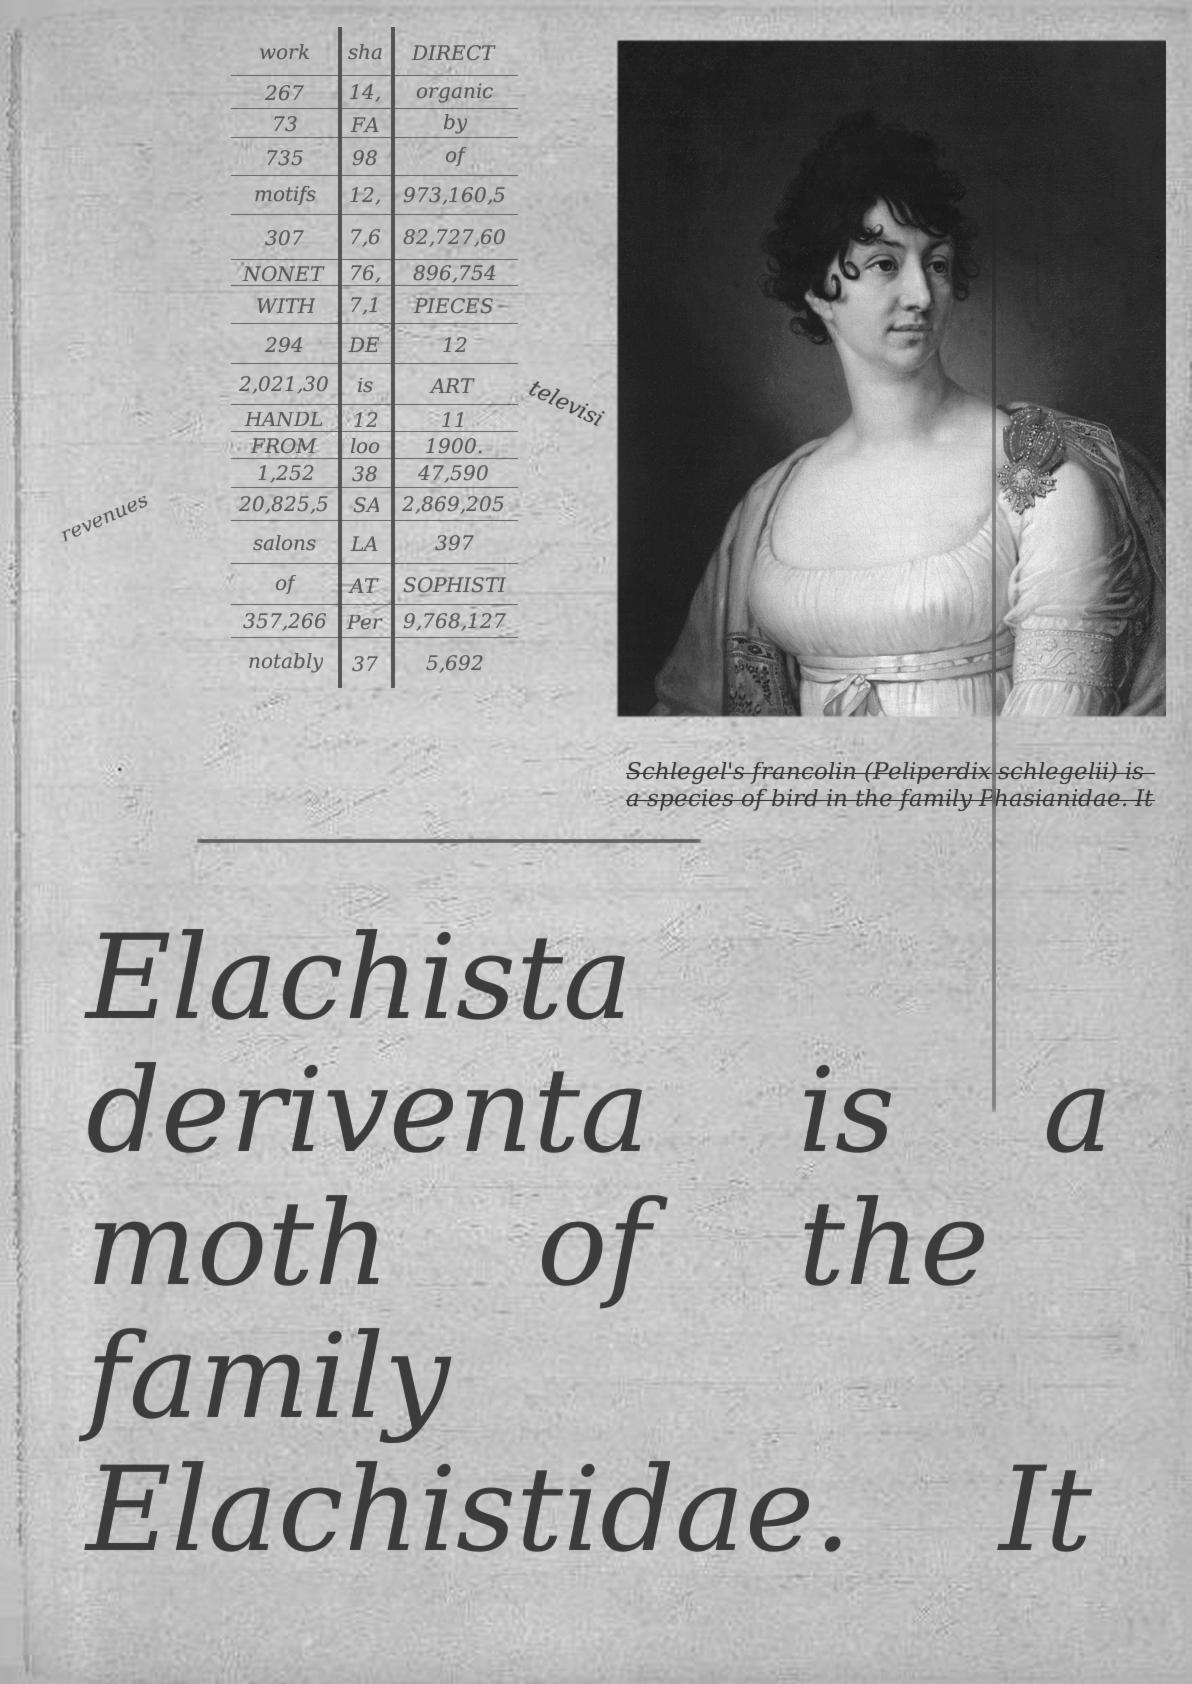 work sha DIRECT
267 14, organic
73 FA by
735 98 of
motifs 12, 973,160,5
307 7,6 82,727,60
NONET 76, 896,754
WITH 7,1 PIECES
294 DE 12
2,021,30 is ART
HANDL 12 11
FROM loo 1900.
1,252 38 47,590
20,825,5 SA 2,869,205
salons LA 397
of AT SOPHISTI
357,266 Per 9,768,127
notably 37 5,692
televisi
revenues
Schlegel's francolin (Peliperdix schlegelii) is
a species of bird in the family Phasianidae. It
Elachista
deriventa is a
moth of the
family
Elachistidae. It